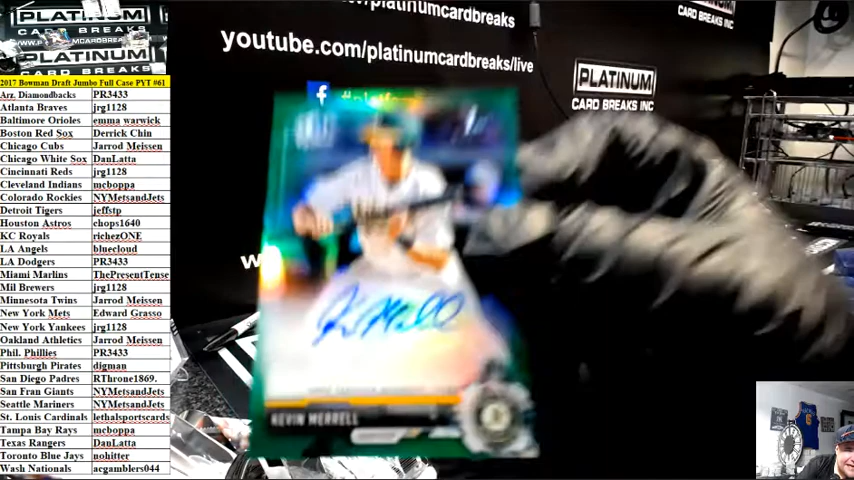 PLATINUM
CARD BREAKS
PLATINUM
CARD BREAKS
2017 Bowman Draft Jumbo Full Case PYT #61
Arz. Diamondbacks PR3433
Atlanta Braves jrg1128
Baltimore Orioles emma warwick
Boston Red Sox Derrick Chin
Chicago Cubs Jarrod Meissen
Chicago White Sox DanLatta
Cincinnati Reds jrg1128
Cleveland Indians mcboppa
Colorado Rockies NYMetsandJets
Detroit Tigers jeffstp
Houston Astros chops1640
KC Royals richezONE
LA Angels bluecloud
LA Dodgers PR3433
Miami Marlins ThePresentTense
Mil Brewers jrg1128
Minnesota Twins Jarrod Meissen
New York Mets Edward Grasso
New York Yankees jrg1128
Oakland Athletics Jarrod Meissen
Phil. Phillies PR3433
Pittsburgh Pirates digman
San Diego Padres RThrone1869.
San Fran Giants NYMetsandJets
Seattle Mariners NYMetsandJets
St. Louis Cardinals lethalsportscards
Tampa Bay Rays mcboppa
Texas Rangers DanLatta
Toronto Blue Jays nohitter
Wash Nationals acgamblers044
/platinumcardbreaks
youtube.com/platinumcardbreaks/live
CARD BREAKS INC
PLATINUM
CARD BREAKS INC
f
KEVIN MERRELL